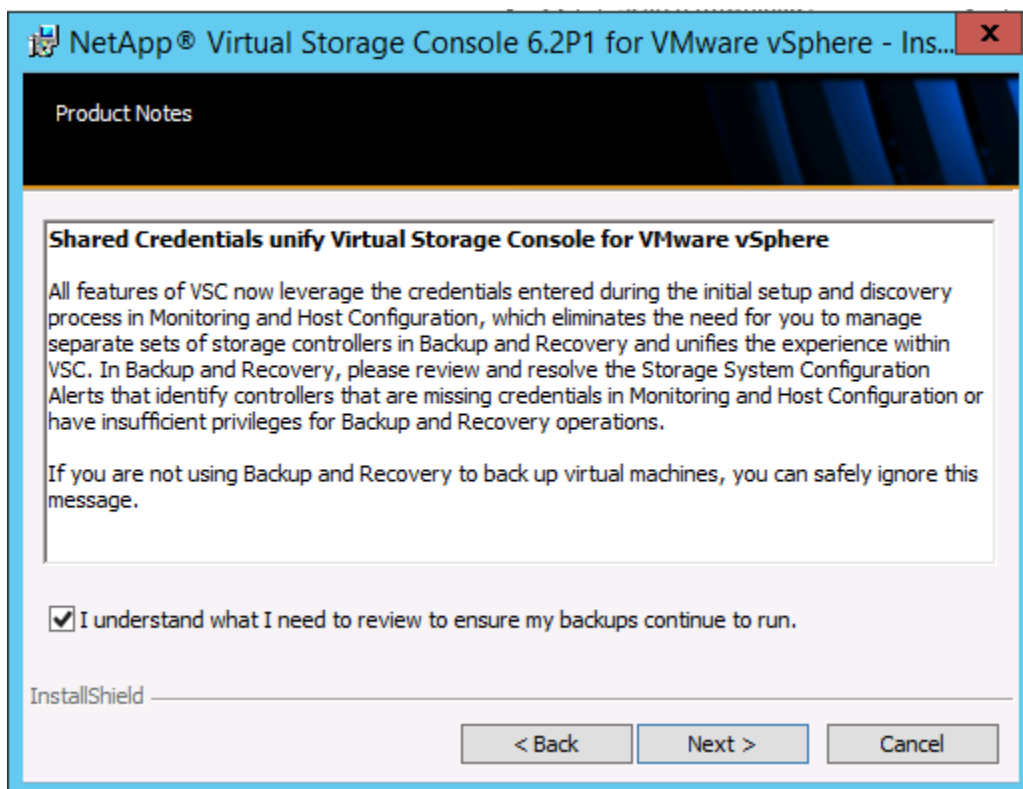 NetApp® Virtual Storage Console 6.2P1 for VMware vSphere - Ins...
x
Product Notes
Shared Credentials unify Virtual Storage Console for VMware vSphere
All features of VSC now leverage the credentials entered during the initial setup and discovery
process in Monitoring and Host Configuration, which eliminates the need for you to manage
separate sets of storage controllers in Backup and Recovery and unifies the experience within
VSC. In Backup and Recovery, please review and resolve the Storage System Configuration
Alerts that identify controllers that are missing credentials in Monitoring and Host Configuration or
have insufficient privileges for Backup and Recovery operations.
If you are not using Backup and Recovery to back up virtual machines, you can safely ignore this
message.
I understand what I need to review to ensure my backups continue to run.
InstallShield
< Back
Next >
Cancel